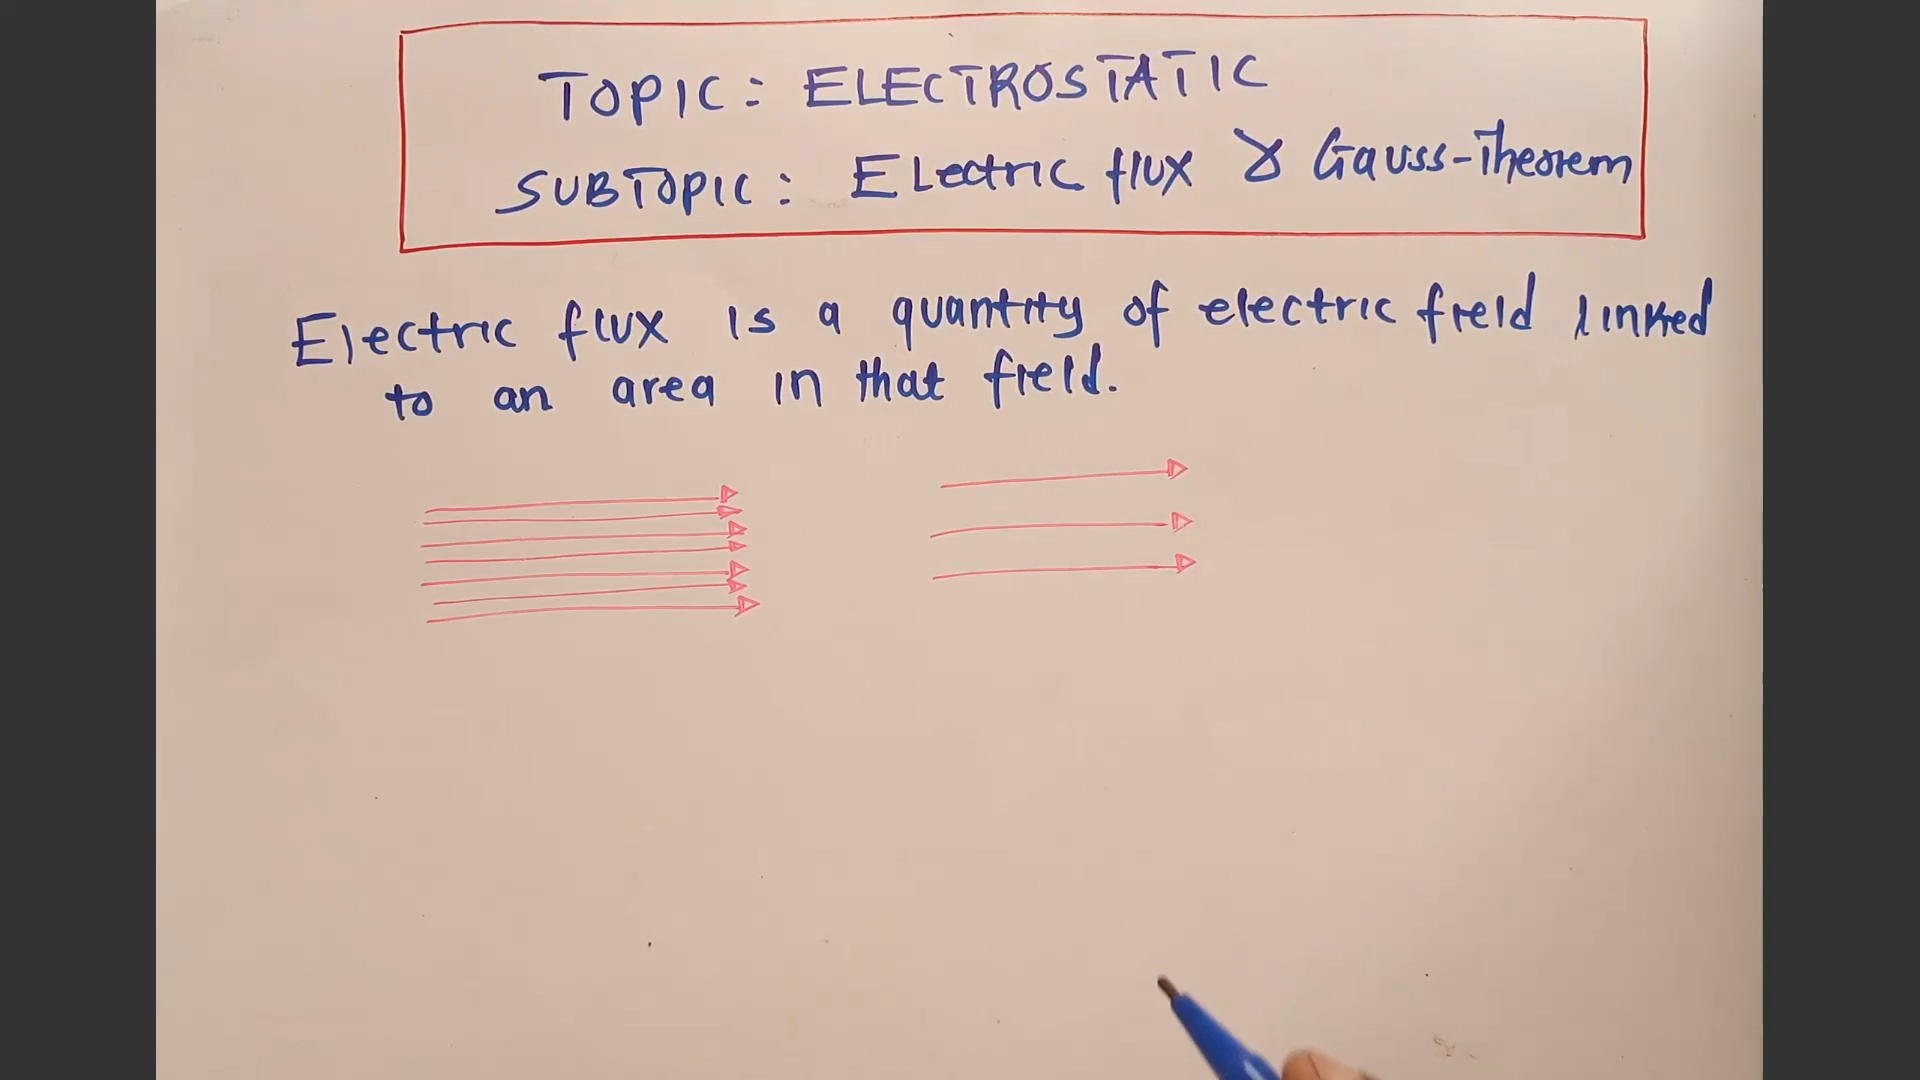 TOPIC: ELECTROSTATIC
SUBTOPIC: Electric flux & Gauss-Theorem
Electric flux is a quantity of electric field linked
to an area in that field.